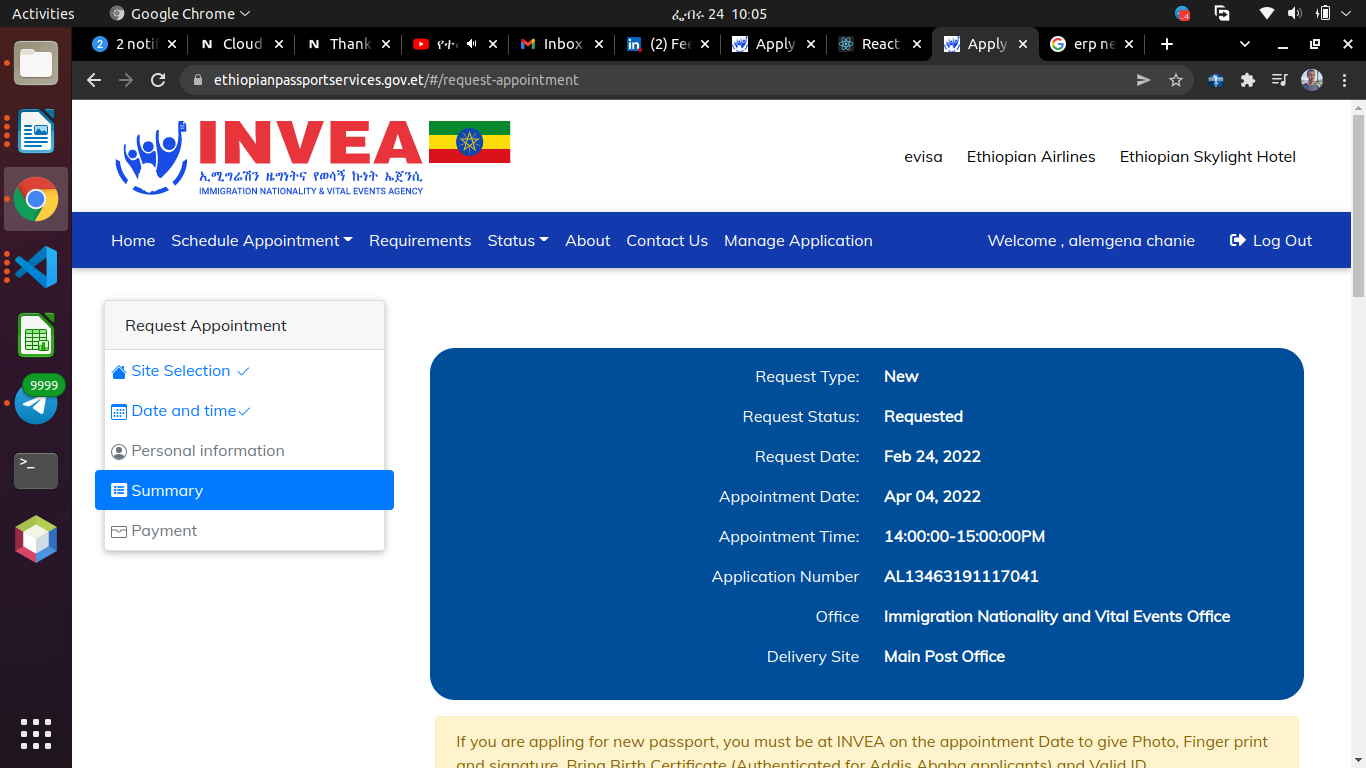 Activities
Google Chrome
ፌብሩ 24 10:05
4
2 notif
Cloud
Thank
Inbox
(2) Fee
Apply
React
Apply
erp ne
ethiopianpassportservices.gov.et/#/request-appointment
9999
INVEA
ኢሚግሬሽን ዜግነትና የወሳኝ ኩነት ኤጀንሲ
IMMIGRATION NATIONALITY & VITAL EVENTS AGENCY
evisa
Ethiopian Airlines
Ethiopian Skylight Hotel
Home
Schedule Appointment
Requirements
Status
About
Contact Us
Manage Application
Welcome , alemgena chanie
Log Out
Request Appointment
Site Selection
Date and time
Personal information
Summary
Payment
Request Type: New
Request Status: Requested
Request Date: Feb 24, 2022
Appointment Date: Apr 04, 2022
Appointment Time: 14:00:00-15:00:00PM
Application Number AL13463191117041
Office Immigration Nationality and Vital Events Office
Delivery Site Main Post Office
If you are appling for new passport, you must be at INVEA on the appointment Date to give Photo, Finger print
and signature. Bring Birth Certificate (Authenticated for Addis Ababa applicants) and Valid ID